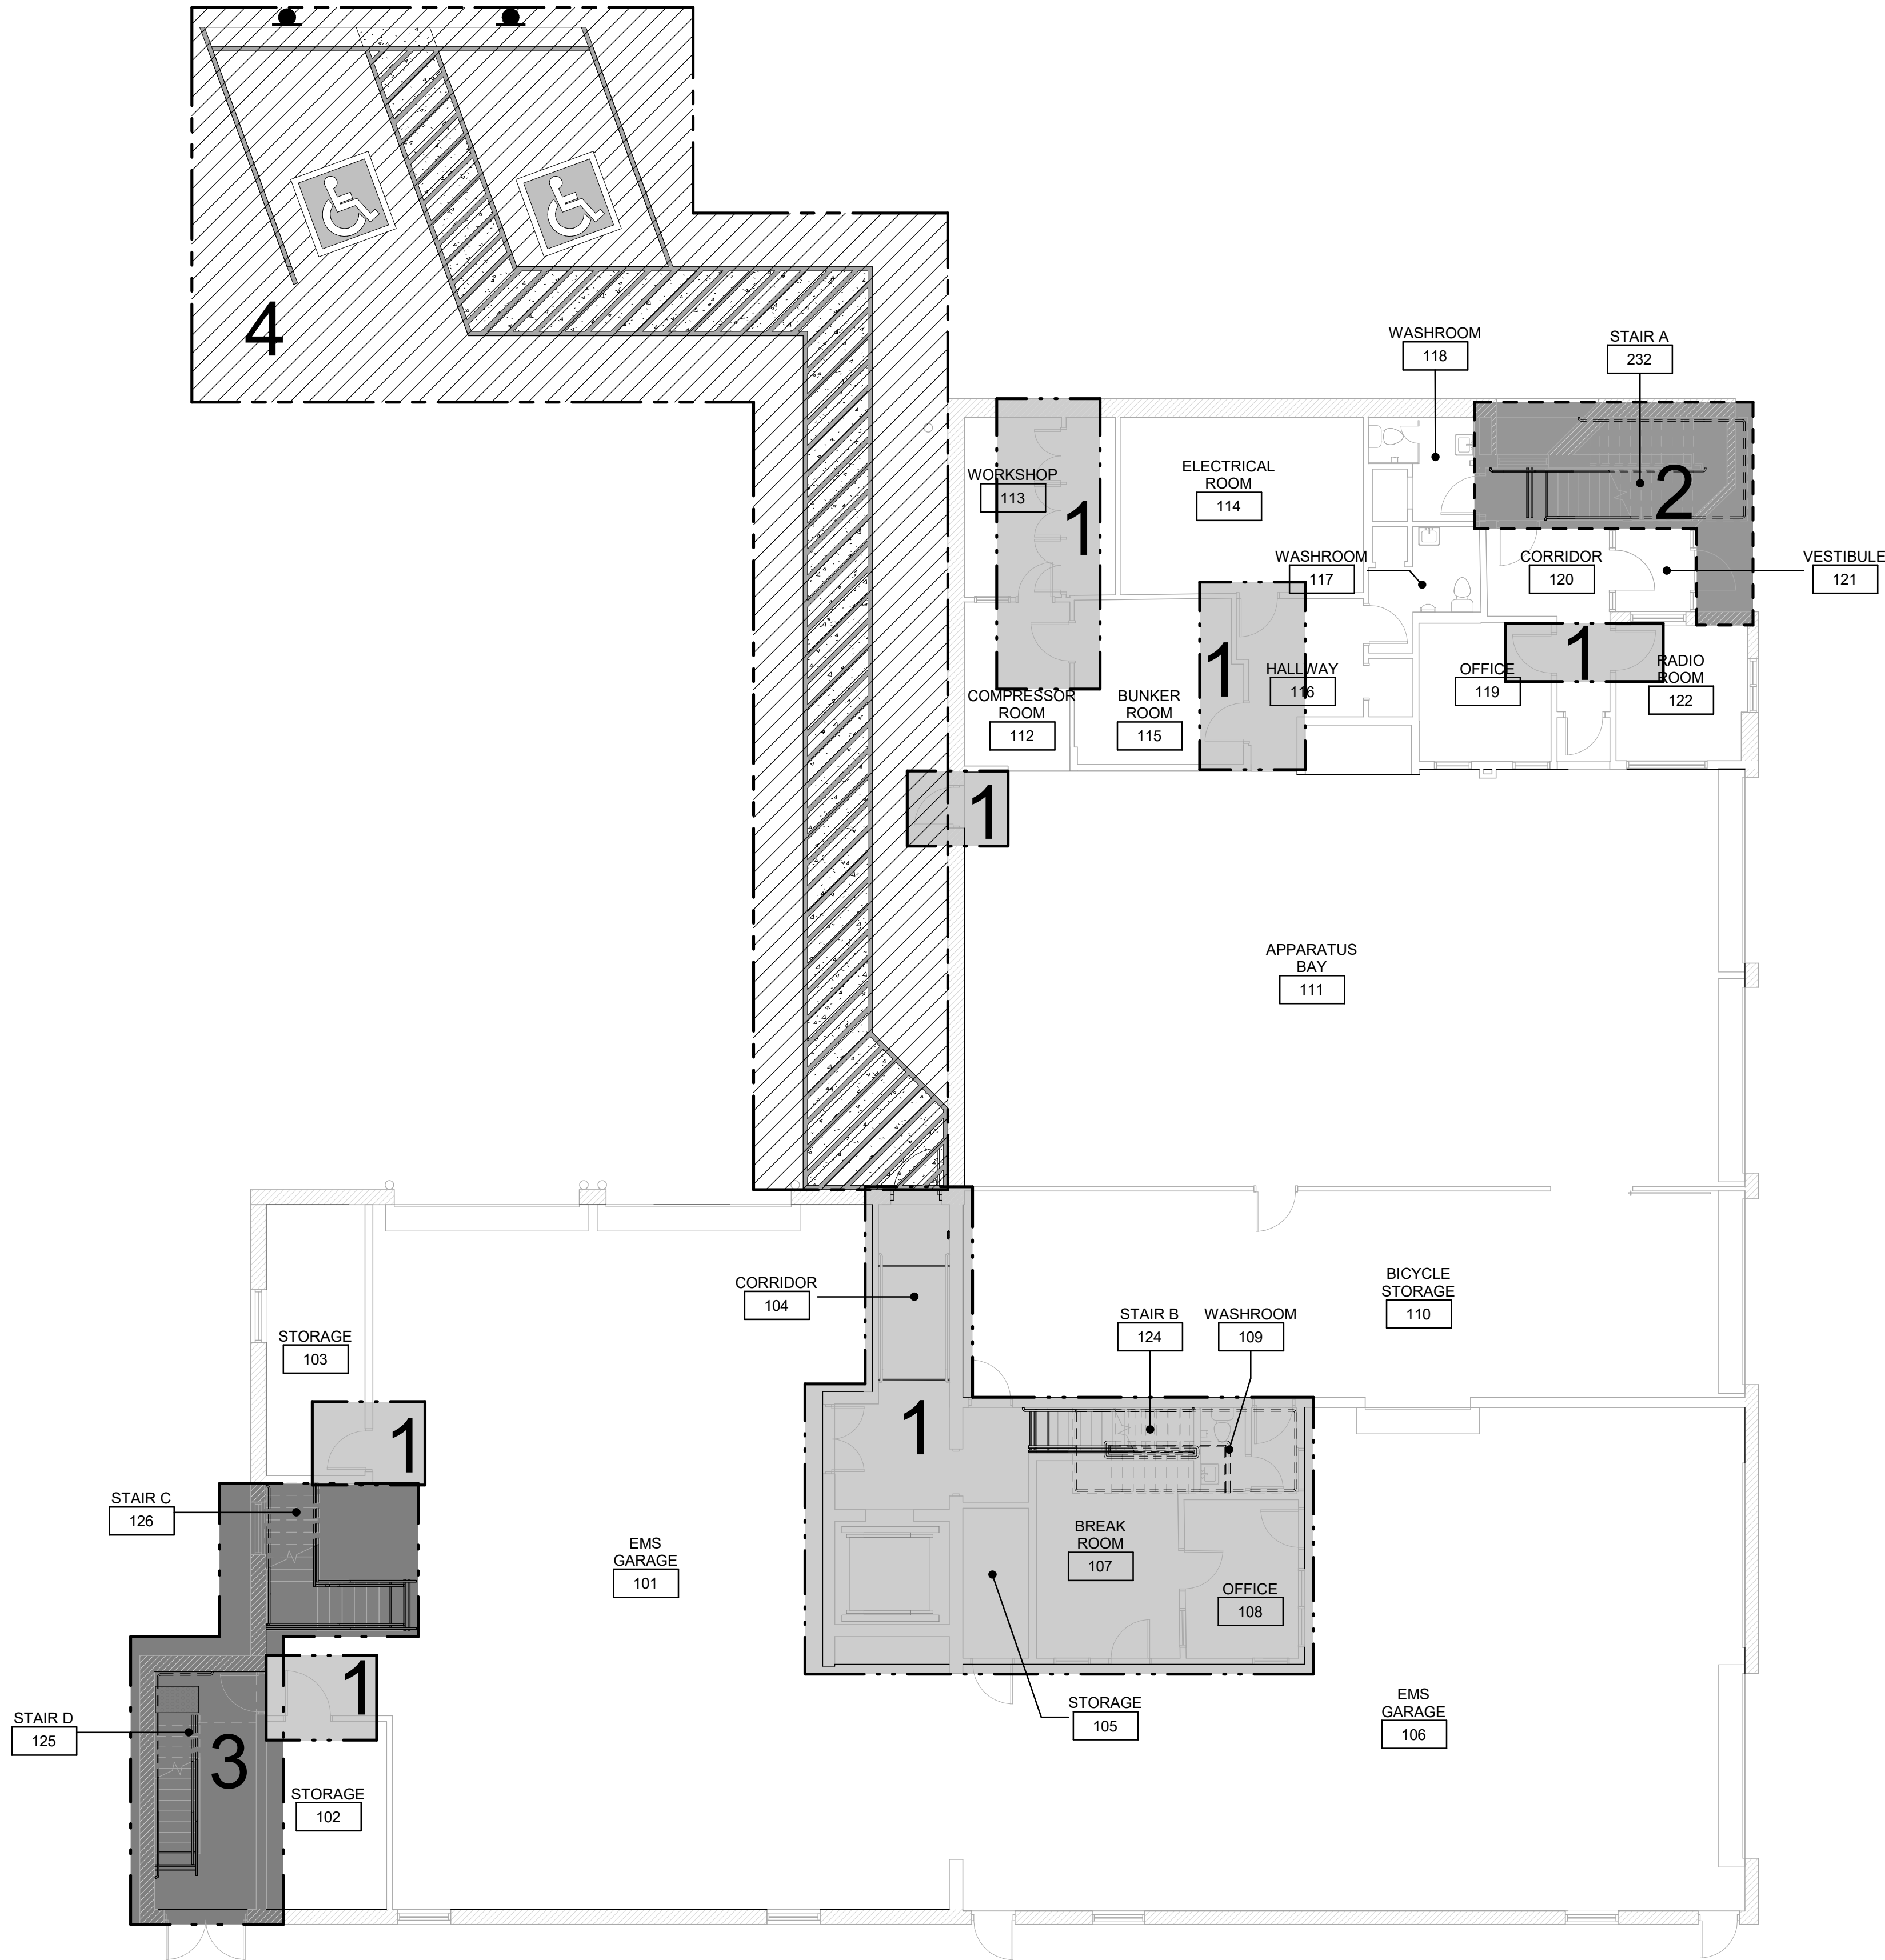 4
WASHROOM
118
STAIR A
232
WORKSHOP
113
1
ELECTRICAL
ROOM
114
2
WASHROOM
117
CORRIDOR
120
VESTIBULE
121
1
HALLWAY
116
1
OFFICE
119
RADIO
ROOM
122
COMPRESSOR
ROOM
112
BUNKER
ROOM
115
1
APPARATUS
BAY
111
CORRIDOR
104
BICYCLE
STORAGE
110
STORAGE
103
STAIR B
124
WASHROOM
109
1
1
STAIR C
126
EMS
GARAGE
101
BREAK
ROOM
107
OFFICE
108
1
STORAGE
105
EMS
GARAGE
106
STAIR D
125
3
STORAGE
102